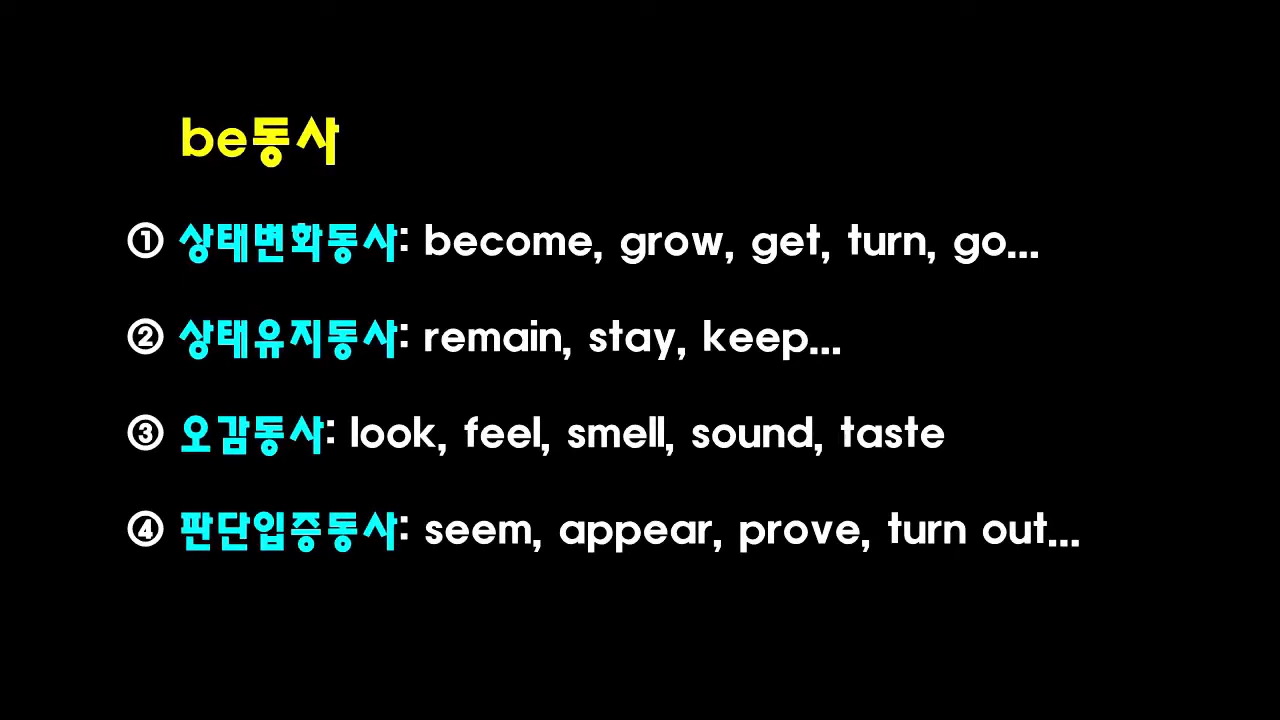 be동사
① 상태변화동사: become, grow, get, turn, go...
② 상태유지동사: remain, stay, keep...
③ 오감동사: look, feel, smell, sound, taste
④ 판단입증동사: seem, appear, prove, turn out...